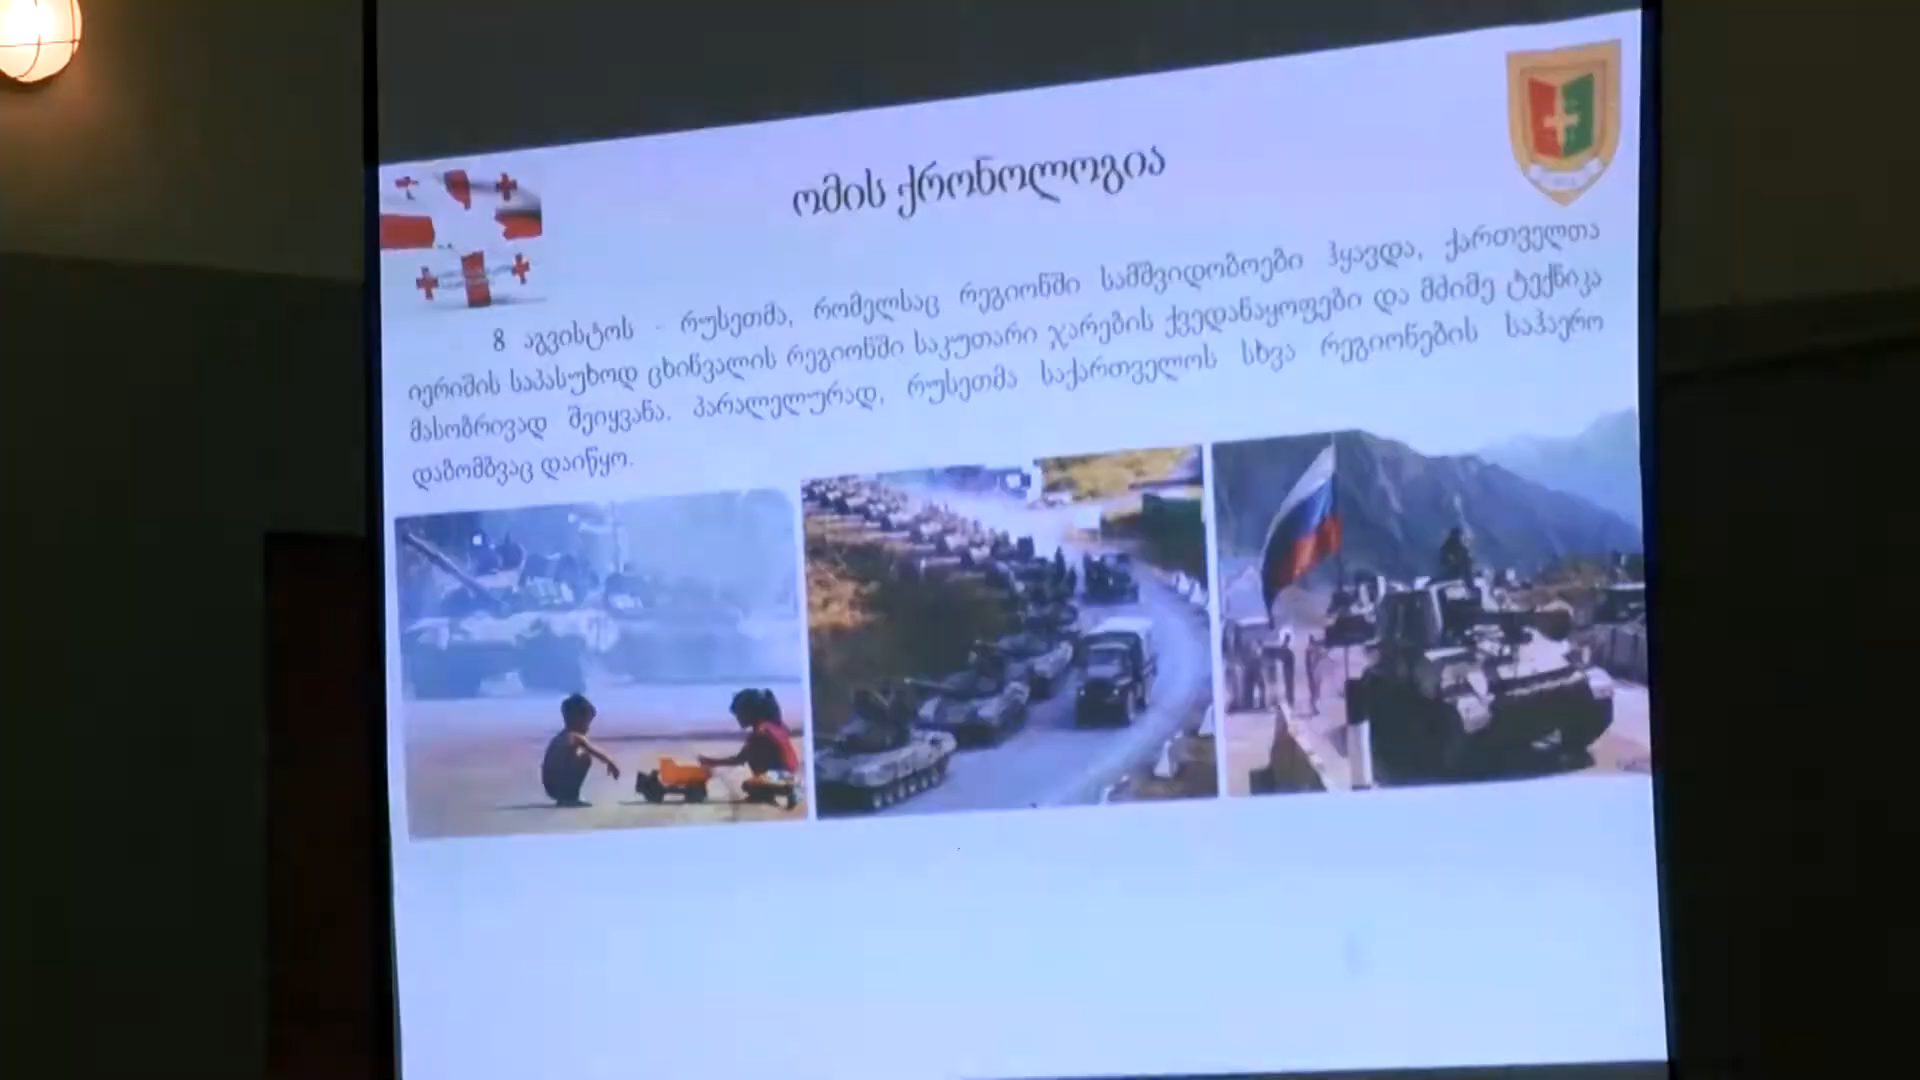 ომის ქრონოლოგია
8 აგვისტოს - რუსეთმა, რომელსაც რეგიონში სამშვიდობოები ჰყავდა, ქართველთა
იერიშის საპასუხოდ ცხინვალის რეგიონში საკუთარი ჯარების ქვედანაყოფები და მძიმე ტექნიკა
მასობრივად შეიყვანა. პარალელურად, რუსეთმა საქართველოს სხვა რეგიონების საჰაერო
დაბომბვაც დაიწყო.